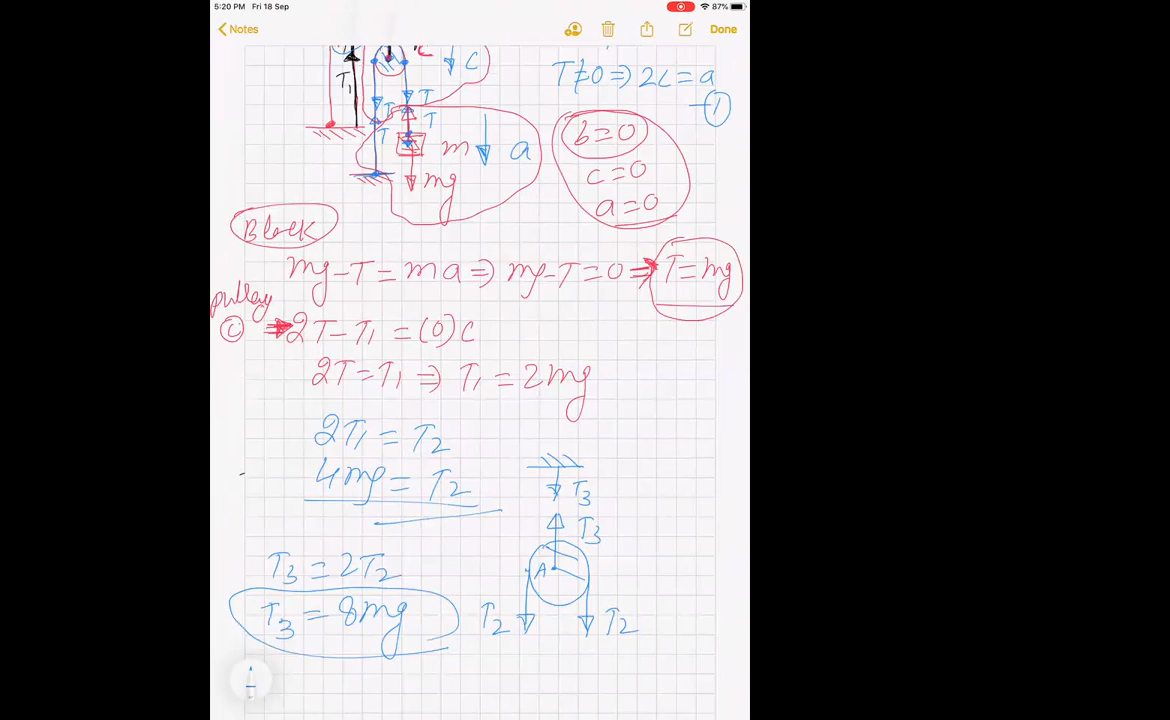 5:20 PM Fri 18 Sep
87%
Notes
Done
T1
C
T≠0 ⇒ 2c = a
1
T
T
T
T
m
a
mg
b=0
c=0
a=0
Block
mg - T = ma ⇒ mg - T = 0 ⇒ T = mg
pulley
C ⇒ 2T - T1 = (0)c
2T = T1 ⇒ T1 = 2mg
2T1 = T2
4mg = T2
T3
T3
T3 = 2T2
A
T3 = 8mg
T2
T2